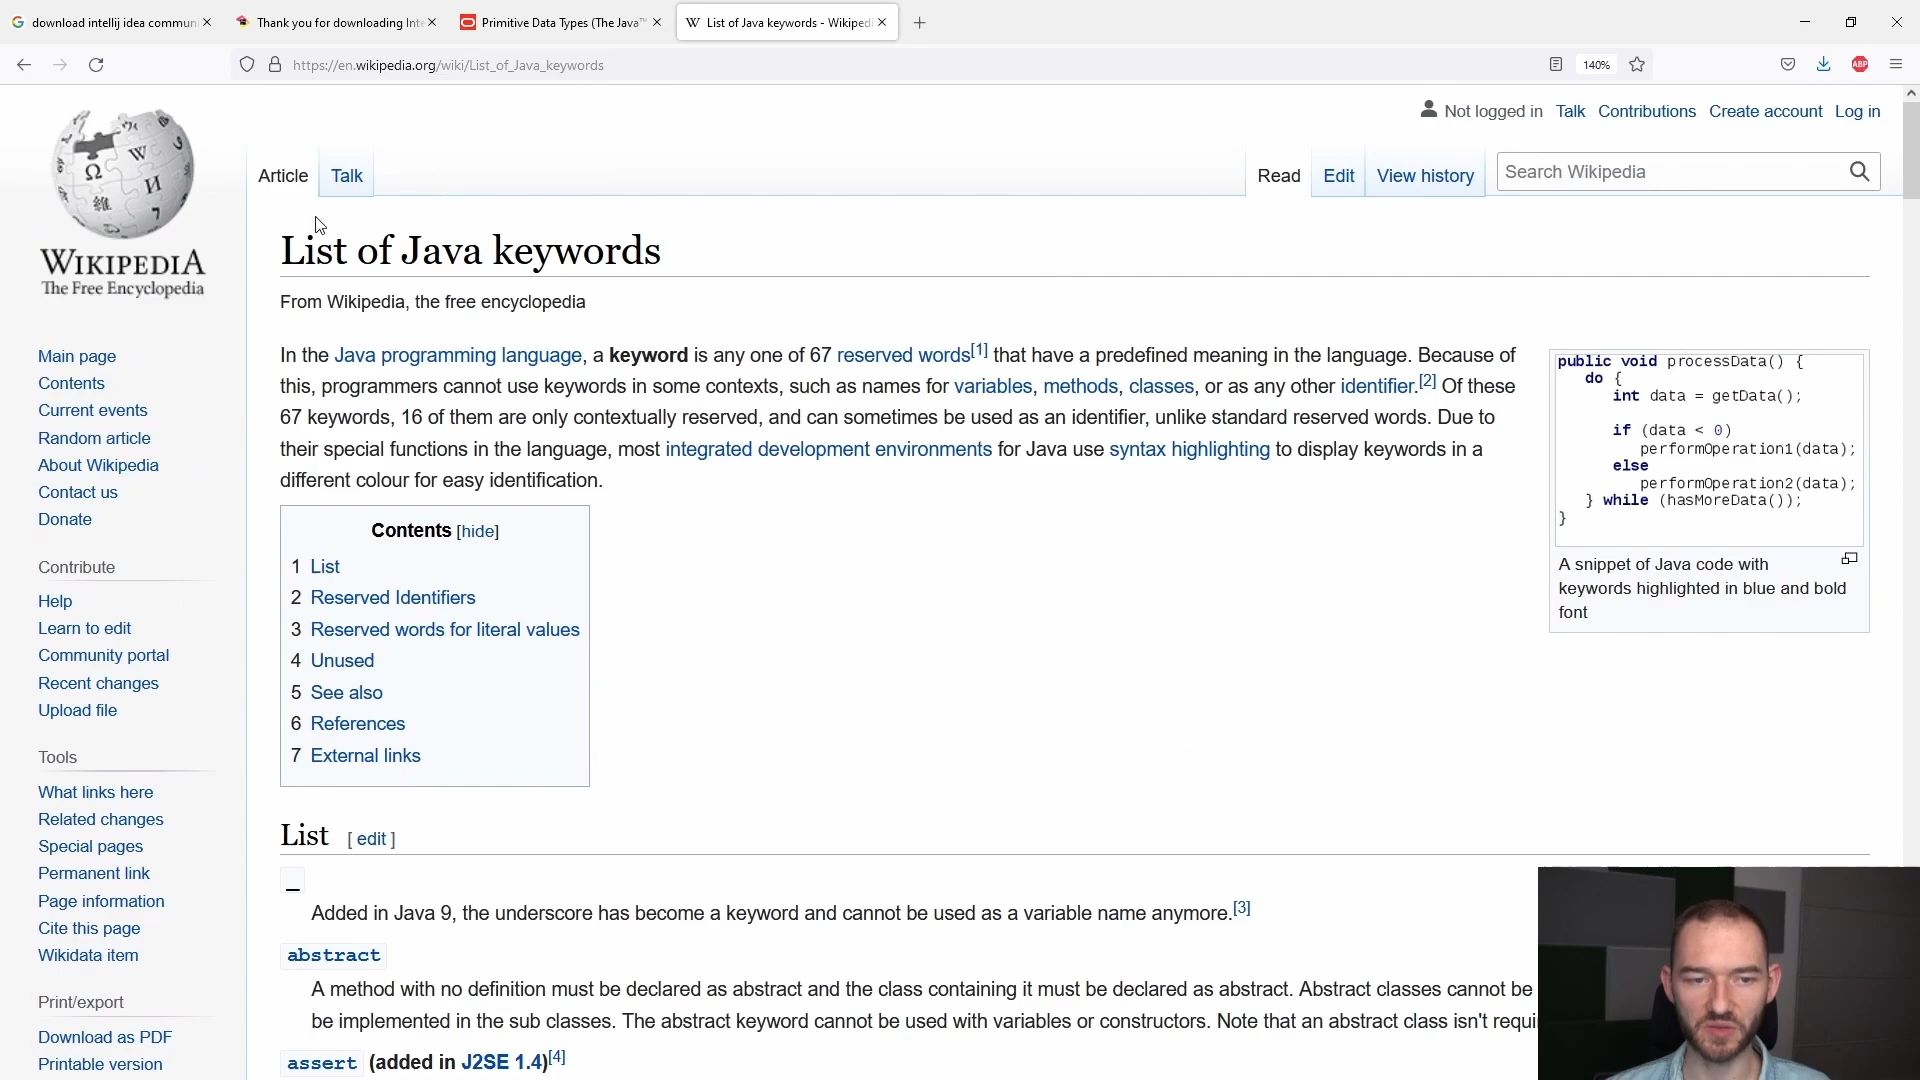 download intellij idea communi
Thank you for downloading Inte
Primitive Data Types (The Java™
List of Java keywords - Wikipedi
https://en.wikipedia.org/wiki/List_of_Java_keywords
140%
ABP
Not logged in Talk Contributions Create account Log in
Article Talk
Read Edit View history
Search Wikipedia
WIKIPEDIA
The Free Encyclopedia
Main page
Contents
Current events
Random article
About Wikipedia
Contact us
Donate
Contribute
Help
Learn to edit
Community portal
Recent changes
Upload file
Tools
What links here
Related changes
Special pages
Permanent link
Page information
Cite this page
Wikidata item
Print/export
Download as PDF
Printable version
List of Java keywords
From Wikipedia, the free encyclopedia
In the Java programming language, a keyword is any one of 67 reserved words[1] that have a predefined meaning in the language. Because of
this, programmers cannot use keywords in some contexts, such as names for variables, methods, classes, or as any other identifier.[2] Of these
67 keywords, 16 of them are only contextually reserved, and can sometimes be used as an identifier, unlike standard reserved words. Due to
their special functions in the language, most integrated development environments for Java use syntax highlighting to display keywords in a
different colour for easy identification.
public void processData() {
do {
int data = getData();
if (data < 0)
performOperation1(data);
else
performOperation2(data);
} while (hasMoreData());
}
A snippet of Java code with
keywords highlighted in blue and bold
font
Contents [hide]
1 List
2 Reserved Identifiers
3 Reserved words for literal values
4 Unused
5 See also
6 References
7 External links
List [ edit ]
_
Added in Java 9, the underscore has become a keyword and cannot be used as a variable name anymore.[3]
abstract
A method with no definition must be declared as abstract and the class containing it must be declared as abstract. Abstract classes cannot be
be implemented in the sub classes. The abstract keyword cannot be used with variables or constructors. Note that an abstract class isn't requi
assert (added in J2SE 1.4)[4]